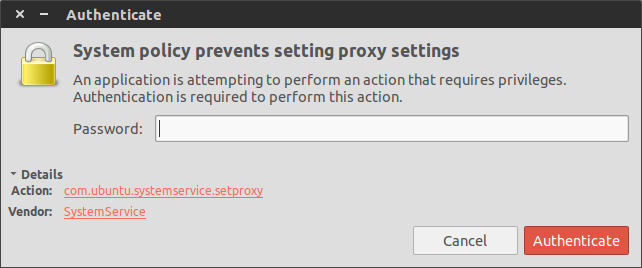 Authenticate
System policy prevents setting proxy settings
An application is attempting to perform an action that requires privileges.
Authentication is required to perform this action.
Password:
Details
Action: com.ubuntu.systemservice.setproxy
Vendor: SystemService
Cancel Authenticate